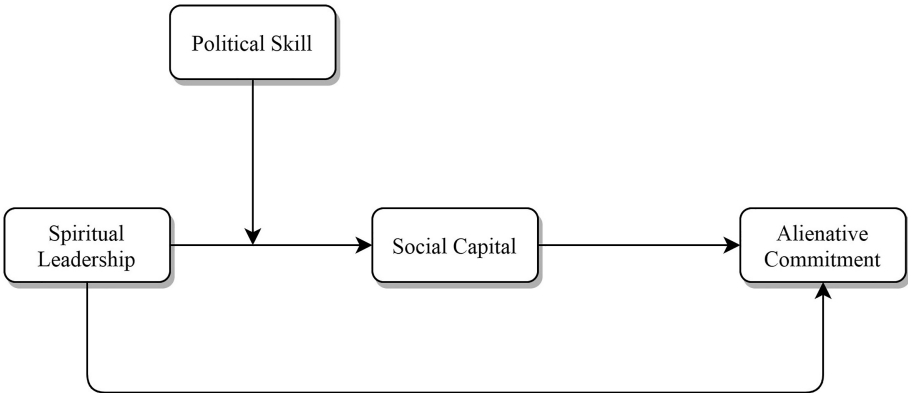 Political Skill
Spiritual
Leadership
Social Capital
Alienative
Commitment